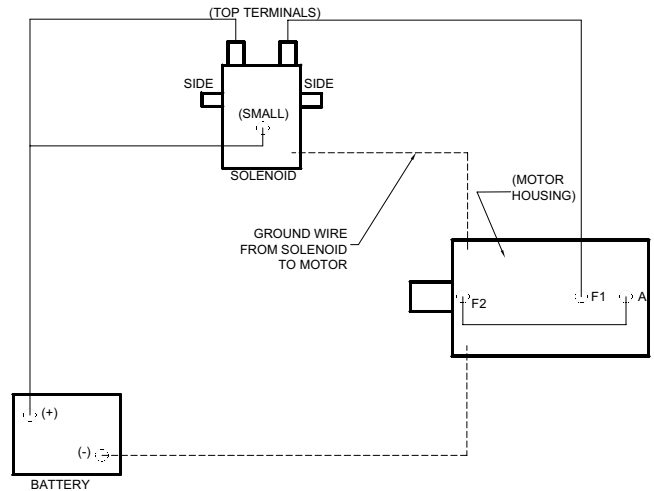 (TOP TERMINALS)
SIDE
SIDE
(SMALL)
SOLENOID
(MOTOR
HOUSING)
GROUND WIRE
FROM SOLENOID
TO MOTOR
F2
F1
A
(+)
(-)
BATTERY